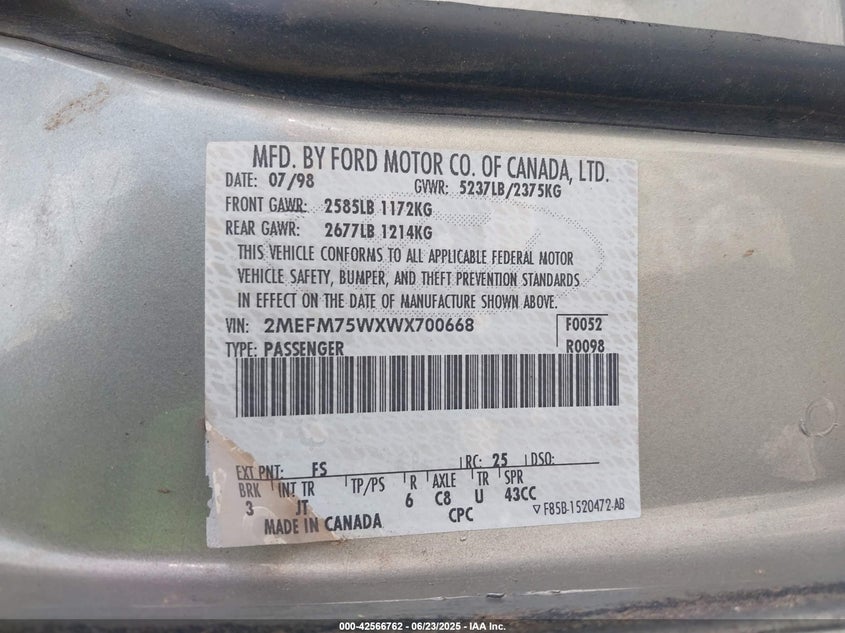 MFD. BY FORD MOTOR CO. OF CANADA, LTD.
DATE: 07/98 GVWR: 5237LB/2375KG
FRONT GAWR: 2585LB 1172KG
REAR GAWR: 2677LB 1214KG
THIS VEHICLE CONFORMS TO ALL APPLICABLE FEDERAL MOTOR
VEHICLE SAFETY, BUMPER, AND THEFT PREVENTION STANDARDS
IN EFFECT ON THE DATE OF MANUFACTURE SHOWN ABOVE.
VIN: 2MEFM75WXWX700668 F0052
TYPE: PASSENGER R0098
EXT PNT: FS RC: 25 DSO:
BRK INT TR TP/PS R AXLE TR SPR
3 JT 6 C8 U 43CC
MADE IN CANADA CPC F85B-1520472-AB
000-42566762 - 06/23/2025 - IAA Inc.